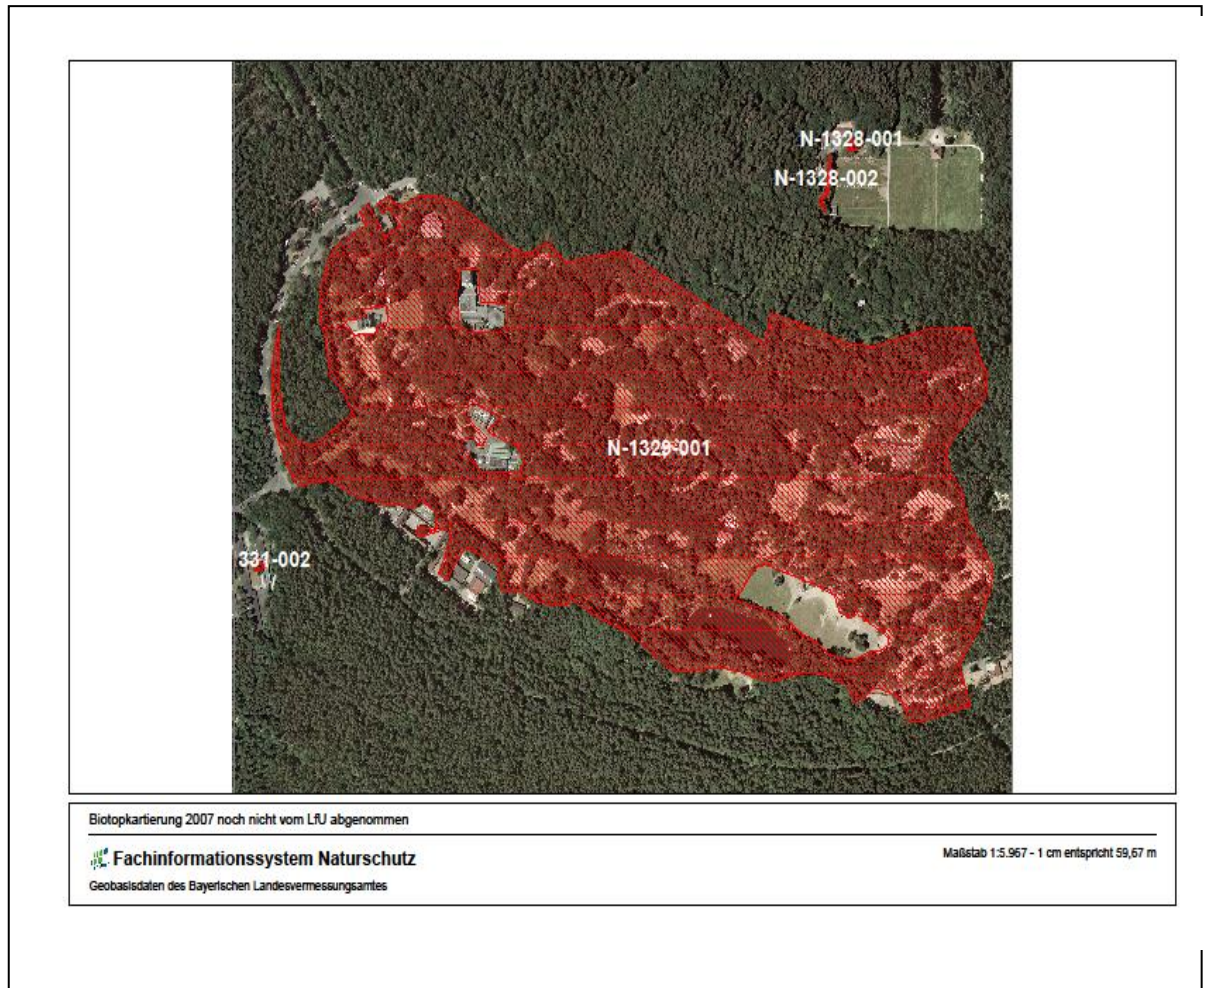 N-1328-001
N-1328-002
N-1329-001
331-002
Biotopkartierung 2007 noch nicht vom LfU abgenommen
Fachinformationssystem Naturschutz
Maßstab 1:5.967 - 1 cm entspricht 59,67 m
Geobasisdaten des Bayerischen Landesvermessungsamtes